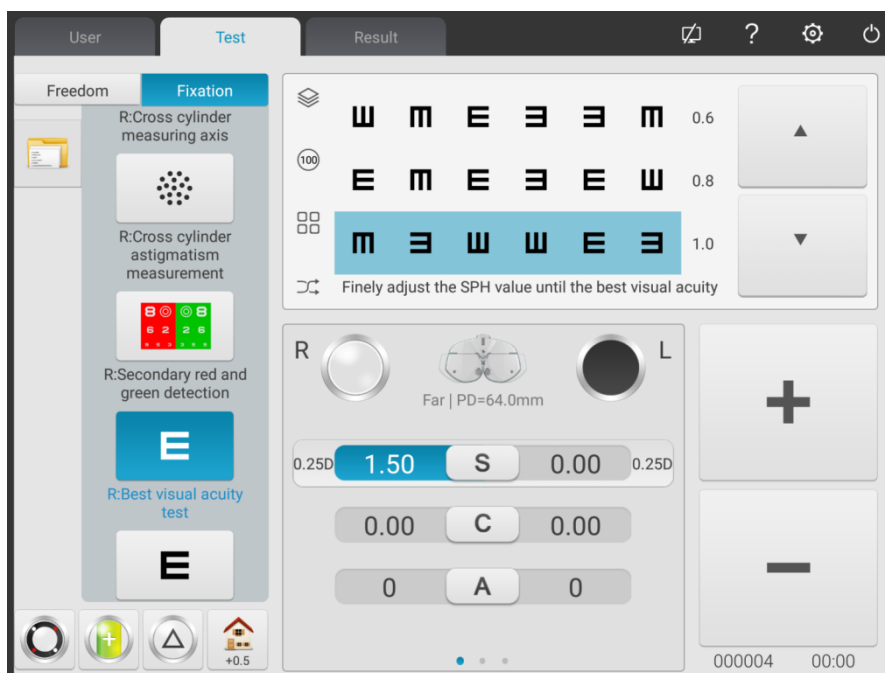 User
Test
Result
?
Freedom
Fixation
R:Cross cylinder
measuring axis
R:Cross cylinder
astigmatism
measurement
8 8
6 2 2 6
R:Secondary red and
green detection
E
R:Best visual acuity
test
E
+0.5
100
0.6
0.8
1.0
Finely adjust the SPH value until the best visual acuity
R
L
Far | PD=64.0mm
0.25D 1.50 S 0.00 0.25D
0.00 C 0.00
0 A 0
+
−
000004 00:00